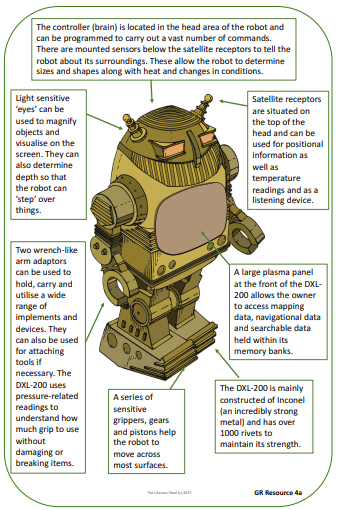 The controller (brain) is located in the head area of the robot and
can be programmed to carry out a vast number of commands.
There are mounted sensors below the satellite receptors to tell the
robot about its surroundings. These allow the robot to determine
sizes and shapes along with heat and changes in conditions.
Light sensitive
‘eyes’ can be
used to magnify
objects and
visualise on the
screen. They can
also determine
depth so that
the robot can
‘step’ over
things.
Satellite receptors
are situated on
the top of the
head and can be
used for positional
information as
well as
temperature
readings and as a
listening device.
Two wrench-like
arm adaptors
can be used to
hold, carry and
utilise a wide
range of
implements and
devices. They
can also be used
for attaching
tools if
necessary. The
DXL-200 uses
pressure-related
readings to
understand how
much grip to use
without
damaging or
breaking items.
A large plasma panel
at the front of the DXL-
200 allows the owner
to access mapping
data, navigational data
and searchable data
held within its
memory banks.
A series of
sensitive
grippers, gears
and pistons help
the robot to
move across
most surfaces.
The DXL-200 is mainly
constructed of Inconel
(an incredibly strong
metal) and has over
1000 rivets to
maintain its strength.
The Literacy Shed (c) 2017
GR Resource 4a